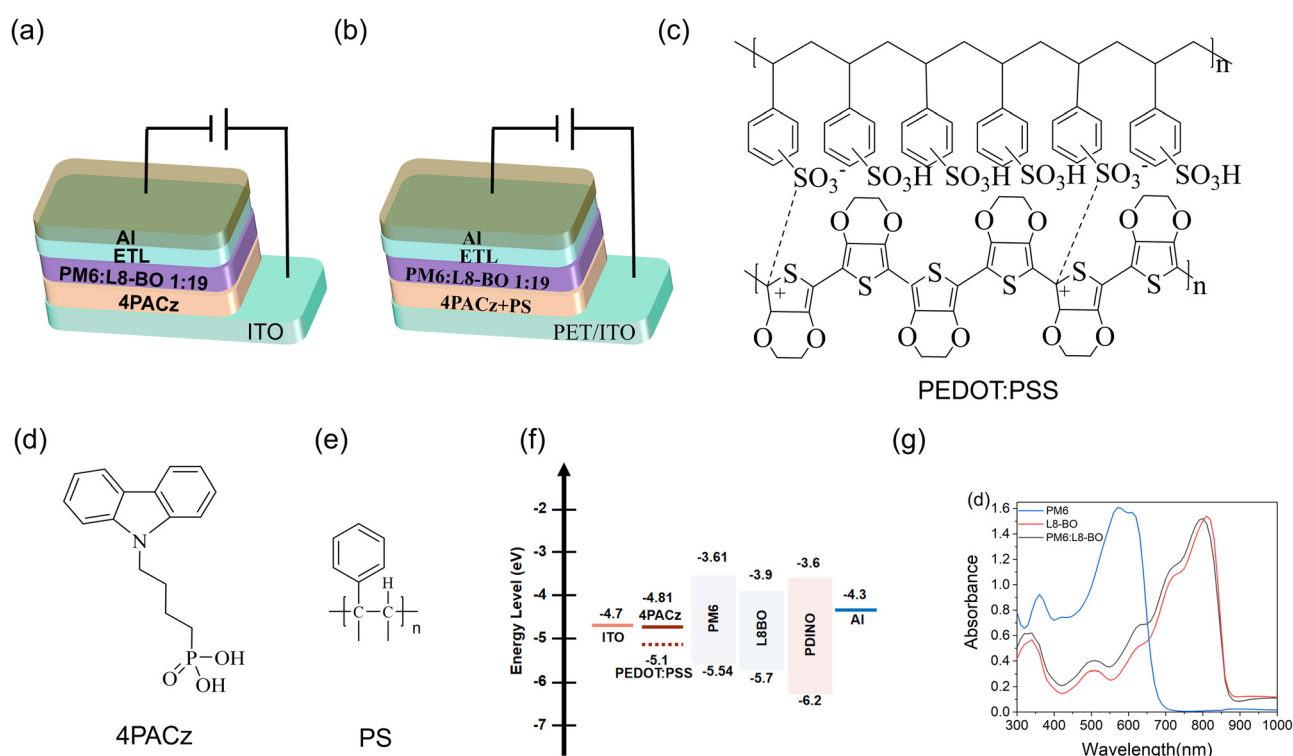 (a)
Al
ETL
PM6:L8-BO 1:19
4PACz
ITO
(b)
Al
ETL
PM6:L8-BO 1:19
4PACz+PS
PET/ITO
(c)
n
SO₃⁻ SO₃H SO₃H SO₃H SO₃⁻ SO₃H
O O O O O O
S S S S S S
+ +
n
O O O O O O
PEDOT:PSS
(d)
N
O P OH
OH
4PACz
(e)
H
C C
n
PS
(f)
Energy Level (eV)
-2
-3
-4
-5
-6
-7
-4.7
ITO
-4.81
4PACz
-5.1
PEDOT:PSS
-3.61
PM6
-5.54
-3.9
L8BO
-5.7
-3.6
PDINO
-6.2
-4.3
Al
(g)
(d)
PM6
L8-BO
PM6:L8-BO
Absorbance
1.6
1.4
1.2
1.0
0.8
0.6
0.4
0.2
0.0
300 400 500 600 700 800 900 1000
Wavelength(nm)